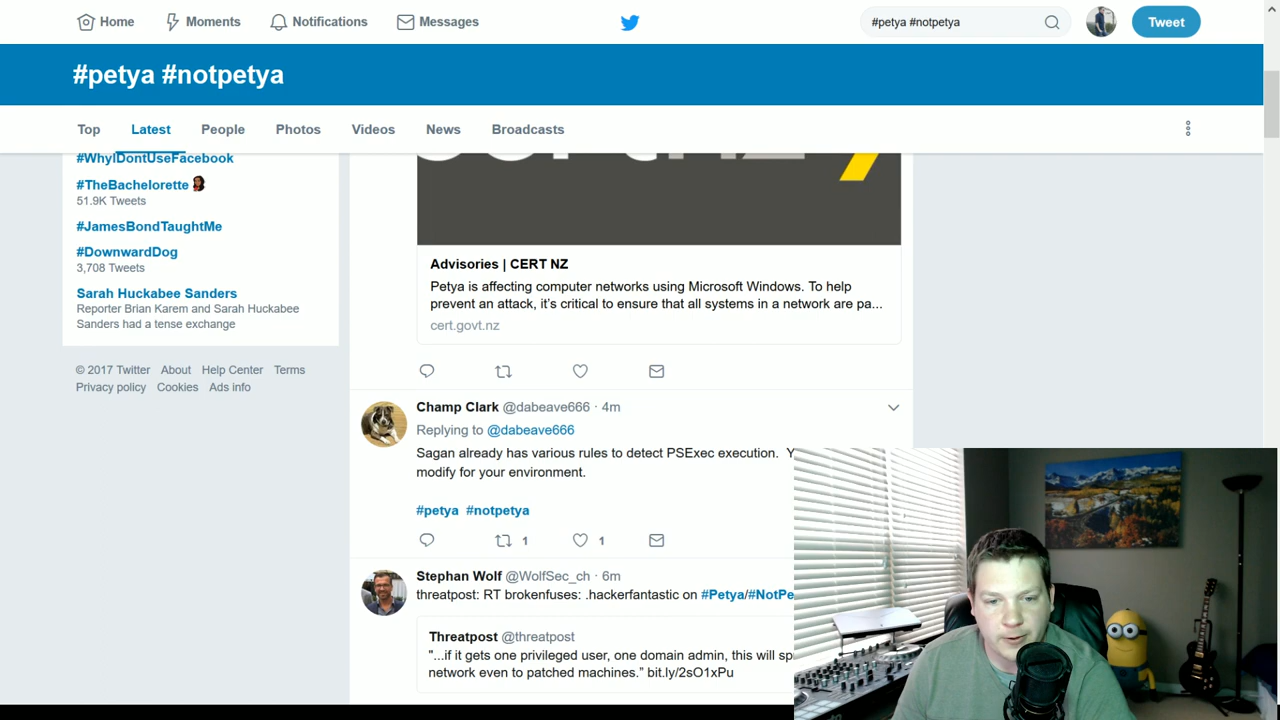 Home
Moments
Notifications
Messages
#petya #notpetya
Tweet
#petya #notpetya
Top
Latest
People
Photos
Videos
News
Broadcasts
#WhyIDontUseFacebook
#TheBachelorette
51.9K Tweets
#JamesBondTaughtMe
#DownwardDog
3,708 Tweets
Sarah Huckabee Sanders
Reporter Brian Karem and Sarah Huckabee
Sanders had a tense exchange
© 2017 Twitter About Help Center Terms
Privacy policy Cookies Ads info
Advisories | CERT NZ
Petya is affecting computer networks using Microsoft Windows. To help
prevent an attack, it's critical to ensure that all systems in a network are pa...
cert.govt.nz
Champ Clark @dabeave666 · 4m
Replying to @dabeave666
Sagan already has various rules to detect PSExec execution.
modify for your environment.
#petya #notpetya
1 1
Stephan Wolf @WolfSec_ch · 6m
threatpost: RT brokenfuses: .hackerfantastic on #Petya/#NotPe
Threatpost @threatpost
"...if it gets one privileged user, one domain admin, this will sp
network even to patched machines." bit.ly/2sO1xPu